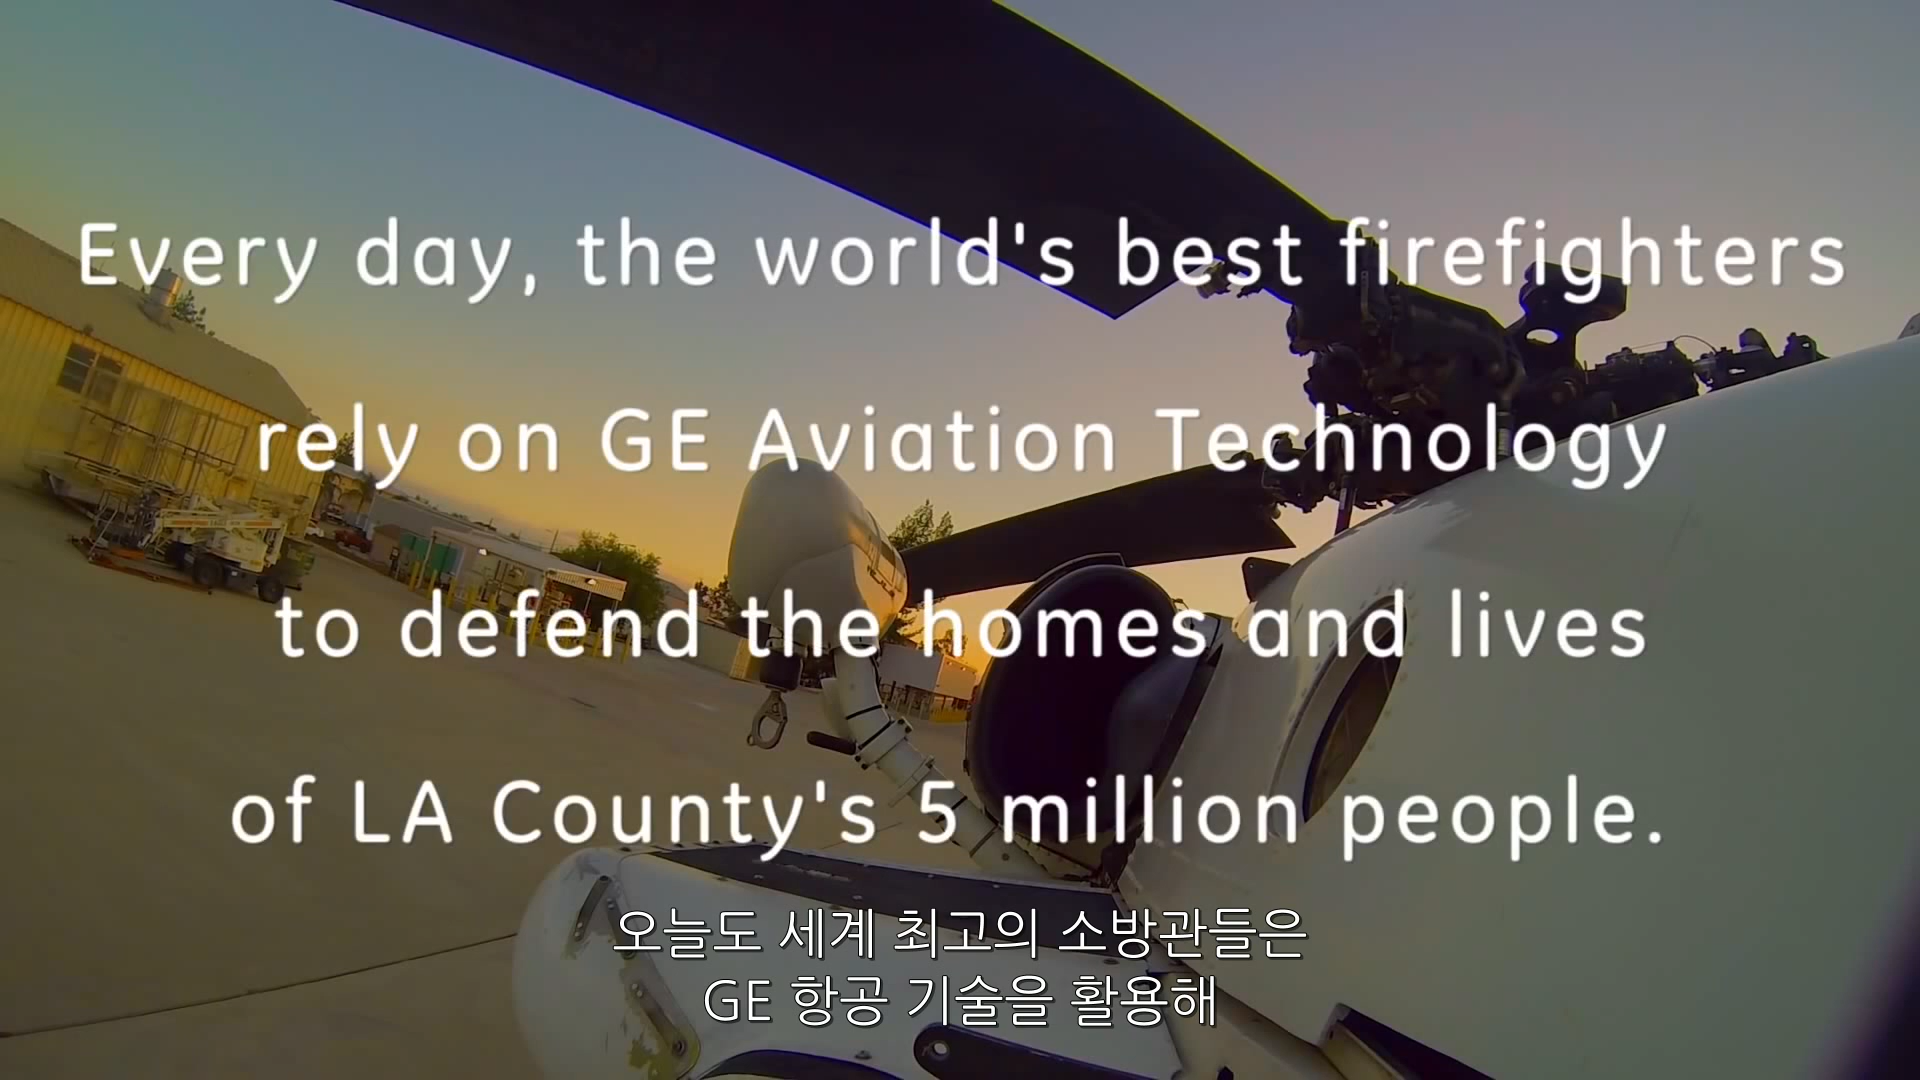 Every day, the world's best firefighters
rely on GE Aviation Technology
to defend the homes and lives
of LA County's 5 million people.
오늘도 세계 최고의 소방관들은
GE 항공 기술을 활용해